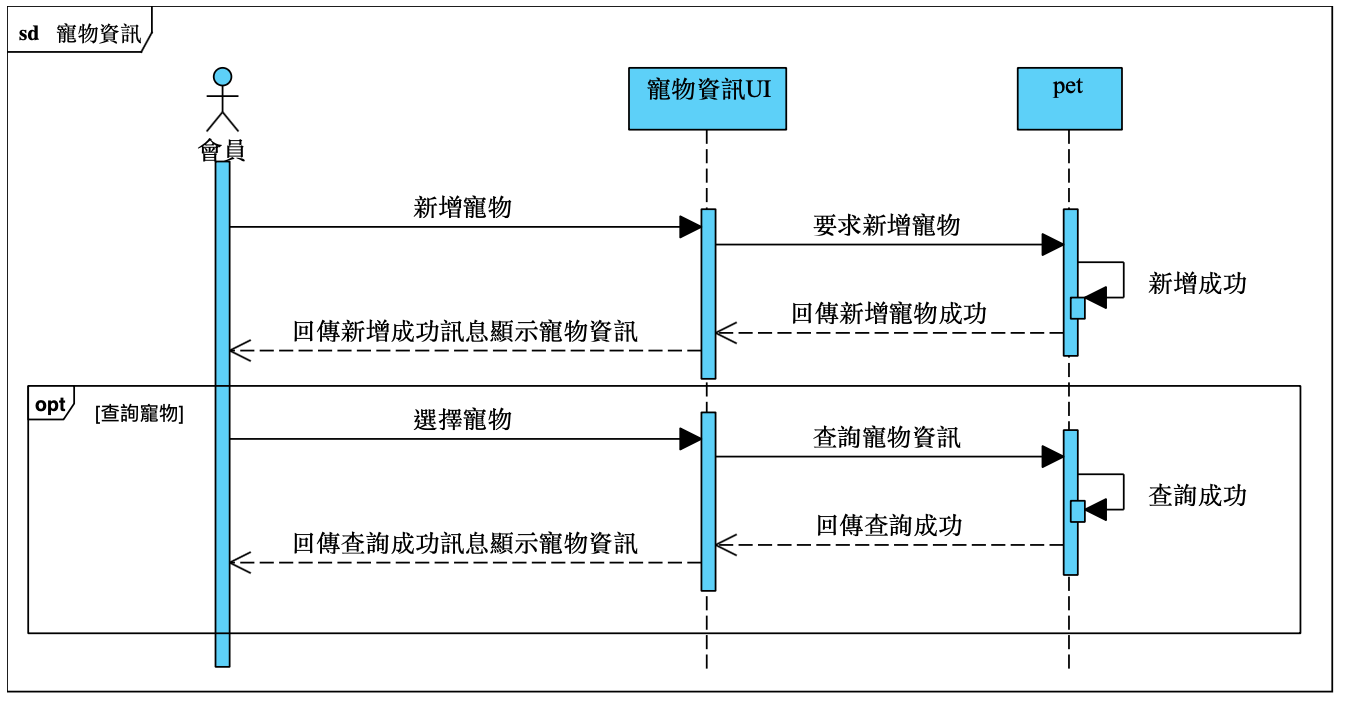 sd 寵物資訊
會員
寵物資訊UI
pet
新增寵物
要求新增寵物
新增成功
回傳新增寵物成功
回傳新增成功訊息顯示寵物資訊
opt [查詢寵物]
選擇寵物
查詢寵物資訊
查詢成功
回傳查詢成功
回傳查詢成功訊息顯示寵物資訊